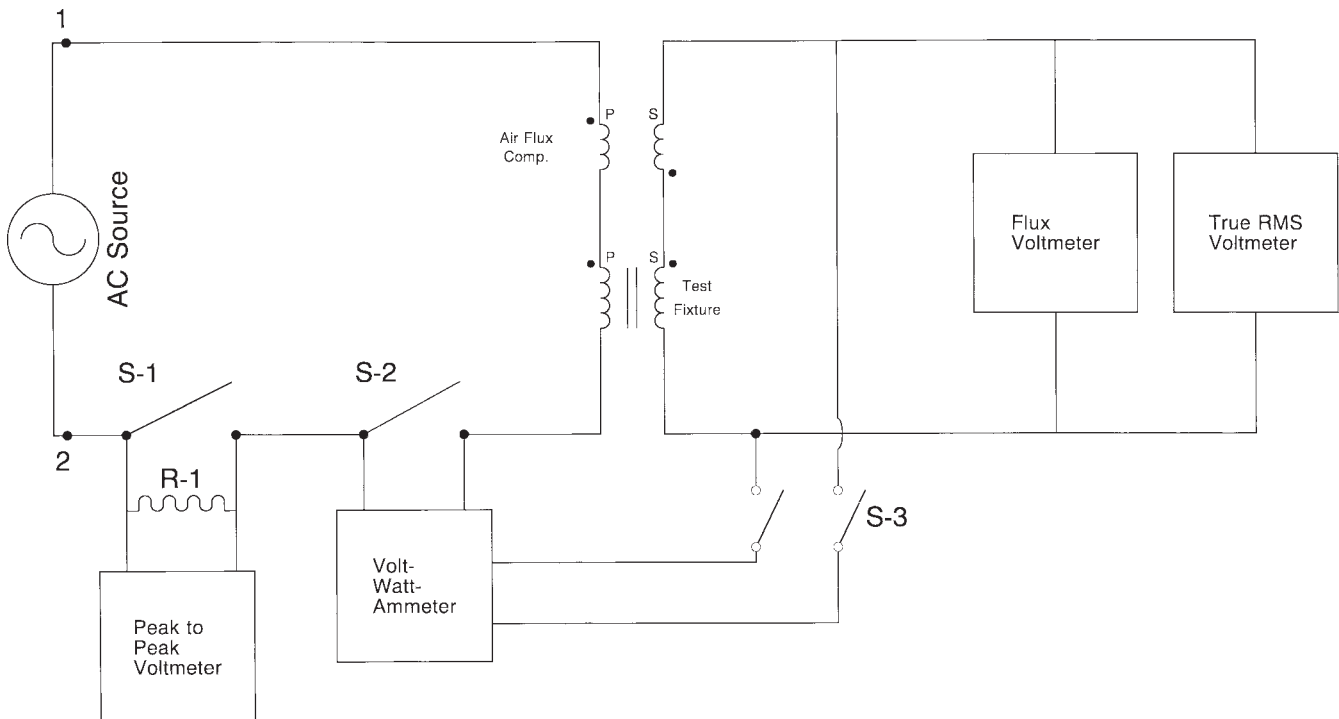 1
P
S
Air Flux
Comp.
AC Source
Flux
Voltmeter
True RMS
Voltmeter
P
S
Test
Fixture
S-1
S-2
2
R-1
S-3
Volt-
Watt-
Ammeter
Peak to
Peak
Voltmeter